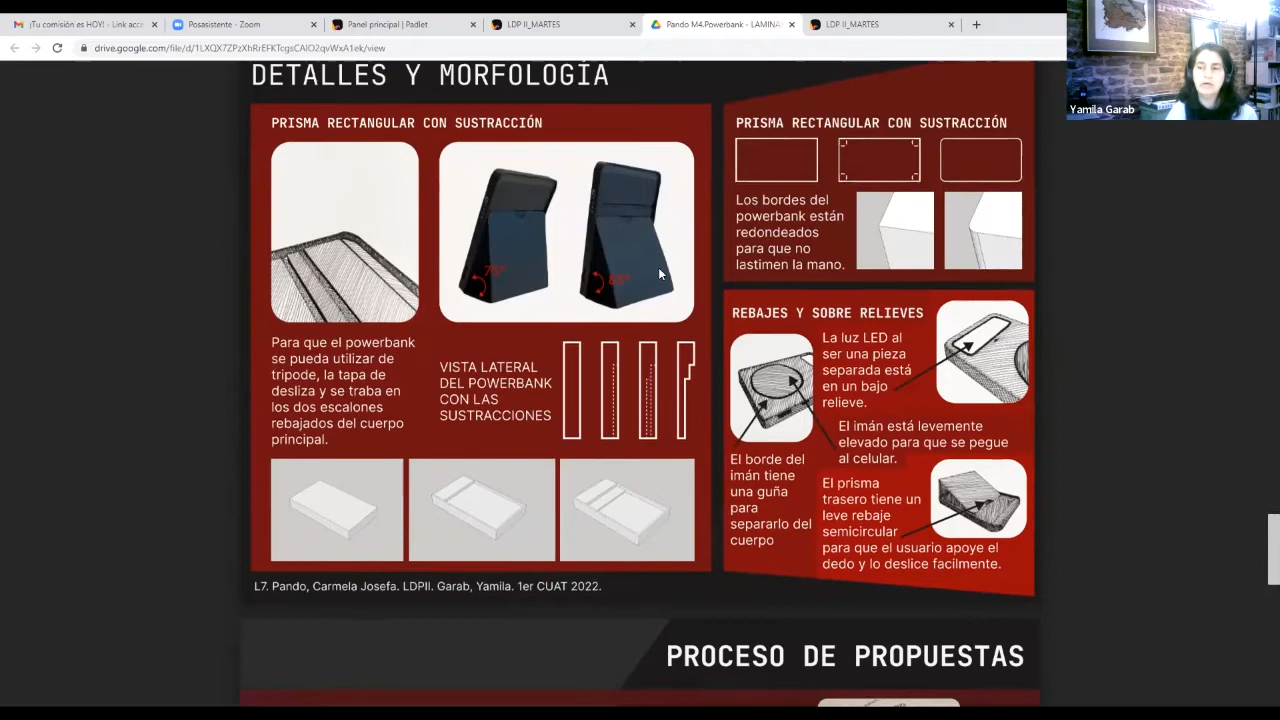 ¡Tu comisión es HOY! - Link acce
Posasistente - Zoom
Panel principal | Padlet
LDP II_MARTES
Pando M4.Powerbank - LAMINA
LDP II_MARTES
drive.google.com/file/d/1LXQX7ZPzXhRrEFKTcgsCAlO2qvWxA1ek/view
Yamila Garab
DETALLES Y MORFOLOGÍA
PRISMA RECTANGULAR CON SUSTRACCIÓN
75°
85°
Para que el powerbank
se pueda utilizar de
tripode, la tapa de
desliza y se traba en
los dos escalones
rebajados del cuerpo
principal.
VISTA LATERAL
DEL POWERBANK
CON LAS
SUSTRACCIONES
PRISMA RECTANGULAR CON SUSTRACCIÓN
Los bordes del
powerbank están
redondeados
para que no
lastimen la mano.
REBAJES Y SOBRE RELIEVES
La luz LED al
ser una pieza
separada está
en un bajo
relieve.
El imán está levemente
elevado para que se pegue
al celular.
El borde del
imán tiene
una guña
para
separarlo del
cuerpo
El prisma
trasero tiene un
leve rebaje
semicircular
para que el usuario apoye el
dedo y lo deslice facilmente.
L7. Pando, Carmela Josefa. LDPII. Garab, Yamila. 1er CUAT 2022.
PROCESO DE PROPUESTAS